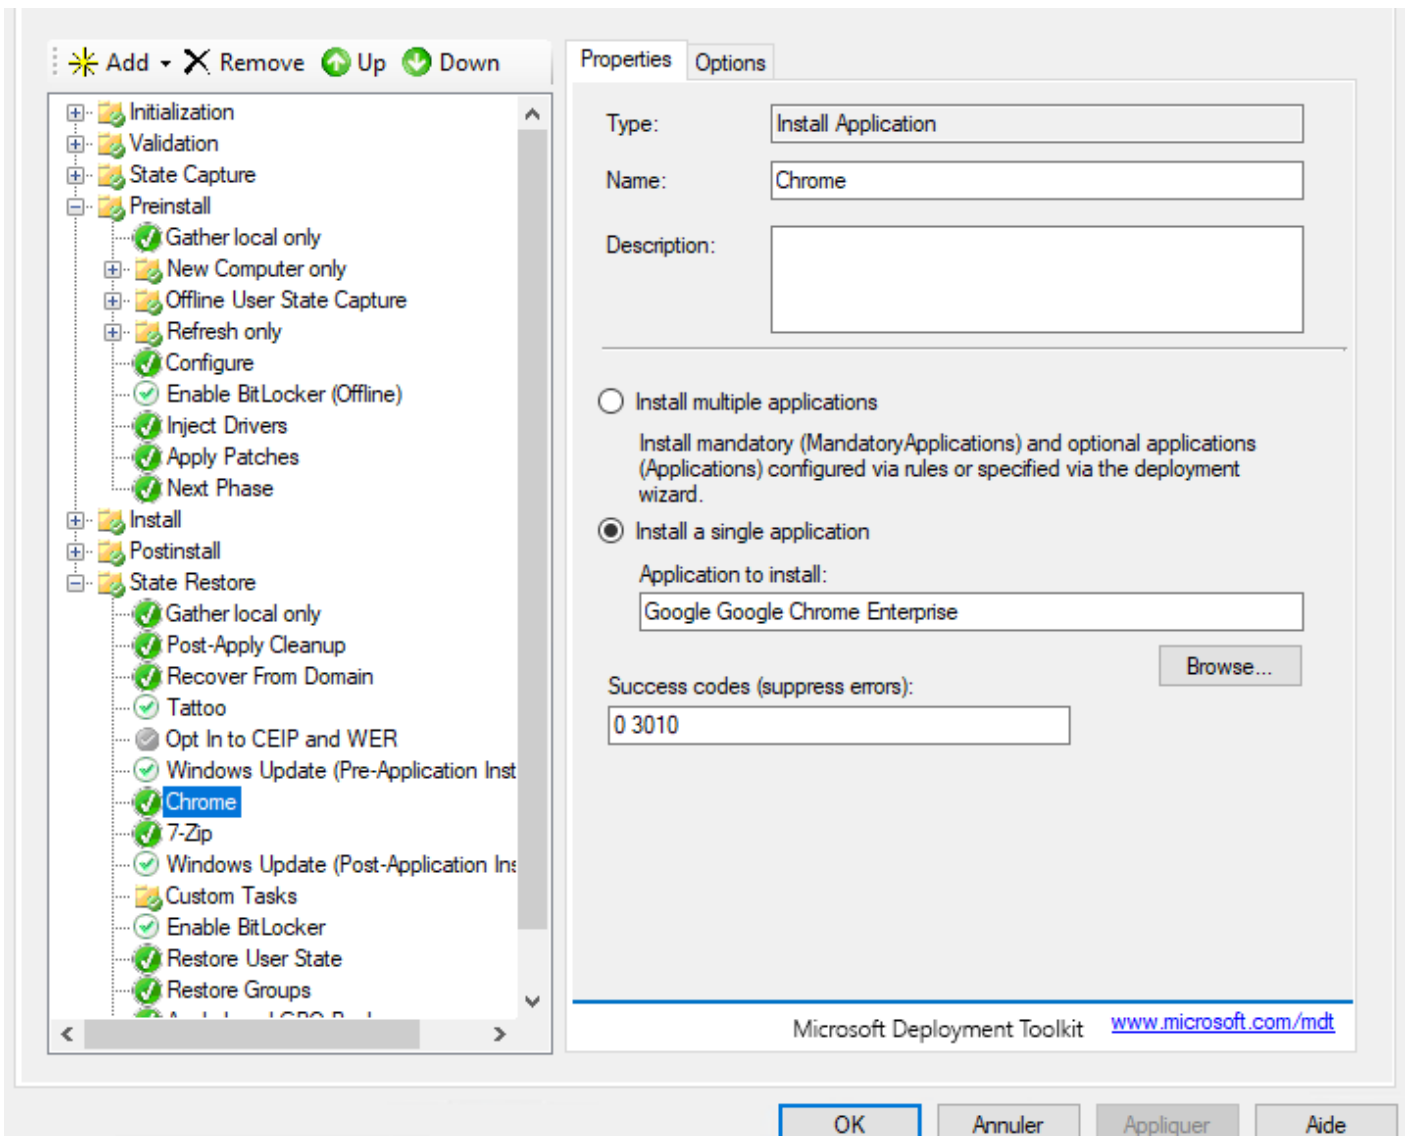 Add Remove Up Down
Initialization
Validation
State Capture
Preinstall
Gather local only
New Computer only
Offline User State Capture
Refresh only
Configure
Enable BitLocker (Offline)
Inject Drivers
Apply Patches
Next Phase
Install
Postinstall
State Restore
Gather local only
Post-Apply Cleanup
Recover From Domain
Tattoo
Opt In to CEIP and WER
Windows Update (Pre-Application Inst
Chrome
7-Zip
Windows Update (Post-Application Ins
Custom Tasks
Enable BitLocker
Restore User State
Restore Groups
Properties Options
Type: Install Application
Name: Chrome
Description:
Install multiple applications
Install mandatory (MandatoryApplications) and optional applications
(Applications) configured via rules or specified via the deployment
wizard.
Install a single application
Application to install:
Google Google Chrome Enterprise
Browse...
Success codes (suppress errors):
0 3010
Microsoft Deployment Toolkit www.microsoft.com/mdt
OK Annuler Appliquer Aide